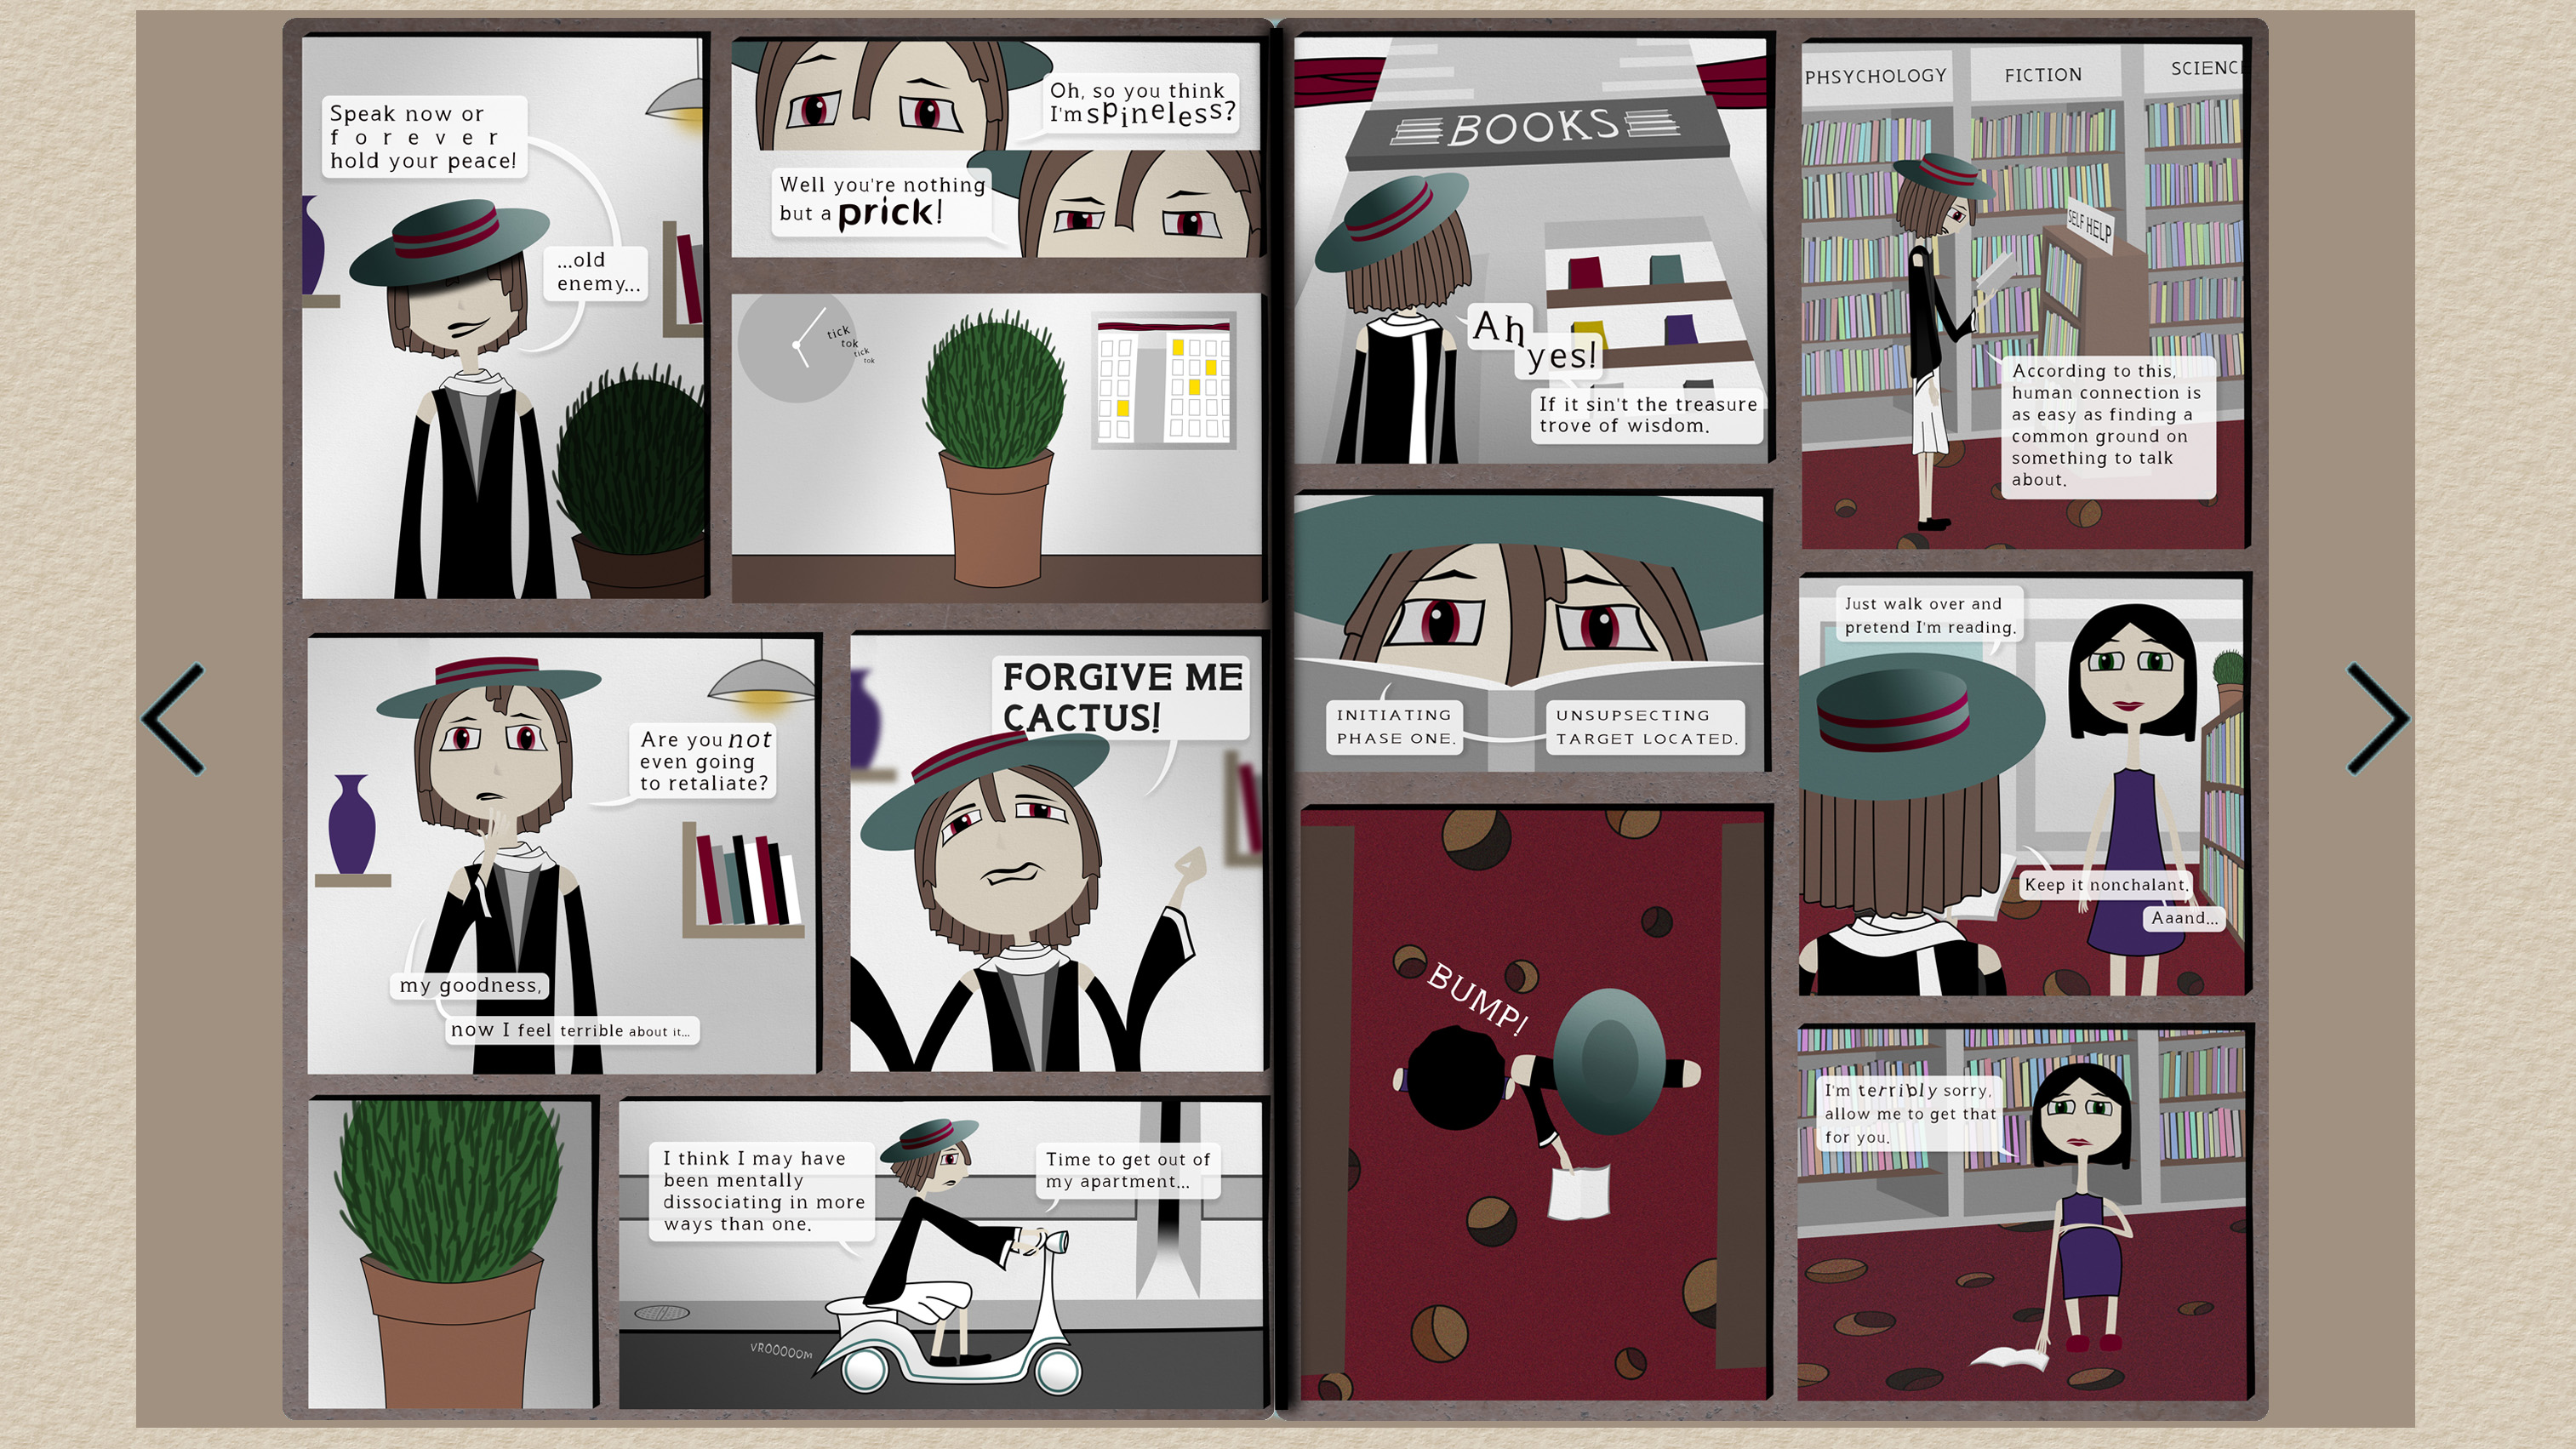 Speak now or
forever
hold your peace!
...old
enemy...
Oh, so you think
I'm spineless?
Well you're nothing
but a prick!
tick
tok
tick
tok
Are you not
even going
to retaliate?
my goodness,
now I feel terrible about it...
FORGIVE ME
CACTUS!
I think I may have
been mentally
dissociating in more
ways than one.
Time to get out of
my apartment...
VROOOOOM
BOOKS
Ah
yes!
If it sin't the treasure
trove of wisdom.
PHSYCHOLOGY
FICTION
SCIENC
SELF HELP
According to this,
human connection is
as easy as finding a
common ground on
something to talk
about.
INITIATING
PHASE ONE.
UNSUPSECTING
TARGET LOCATED.
Just walk over and
pretend I'm reading.
Keep it nonchalant.
Aaand...
BUMP!
I'm terribly sorry,
allow me to get that
for you.